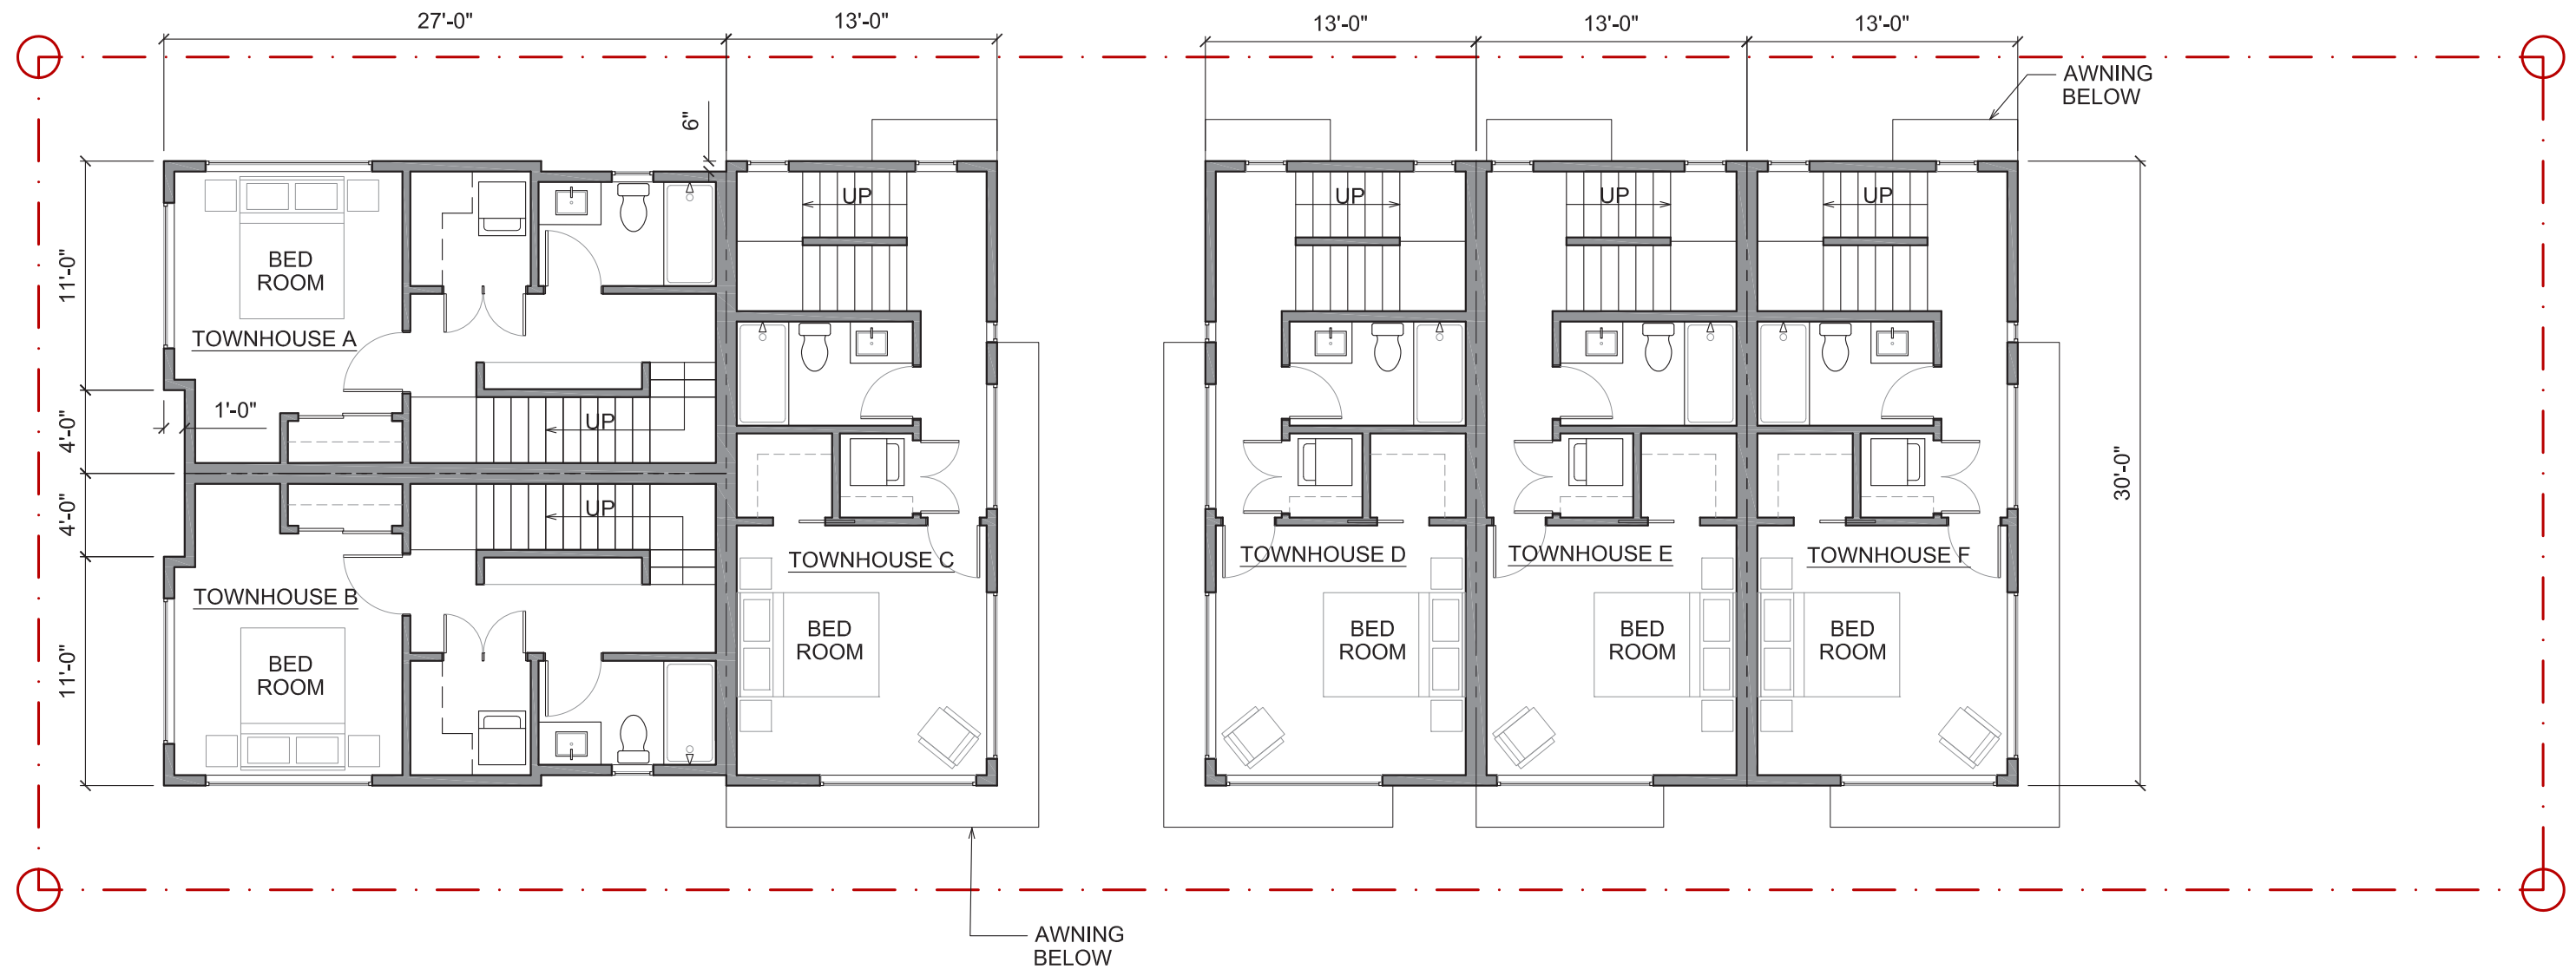 27'-0"
13'-0"
13'-0"
13'-0"
13'-0"
AWNING
BELOW
6"
UP
UP
UP
UP
BED
ROOM
11'-0"
TOWNHOUSE A
1'-0"
4'-0"
UP
30'-0"
4'-0"
UP
TOWNHOUSE C
TOWNHOUSE D
TOWNHOUSE E
TOWNHOUSE F
TOWNHOUSE B
BED
ROOM
BED
ROOM
BED
ROOM
BED
ROOM
BED
ROOM
11'-0"
AWNING
BELOW